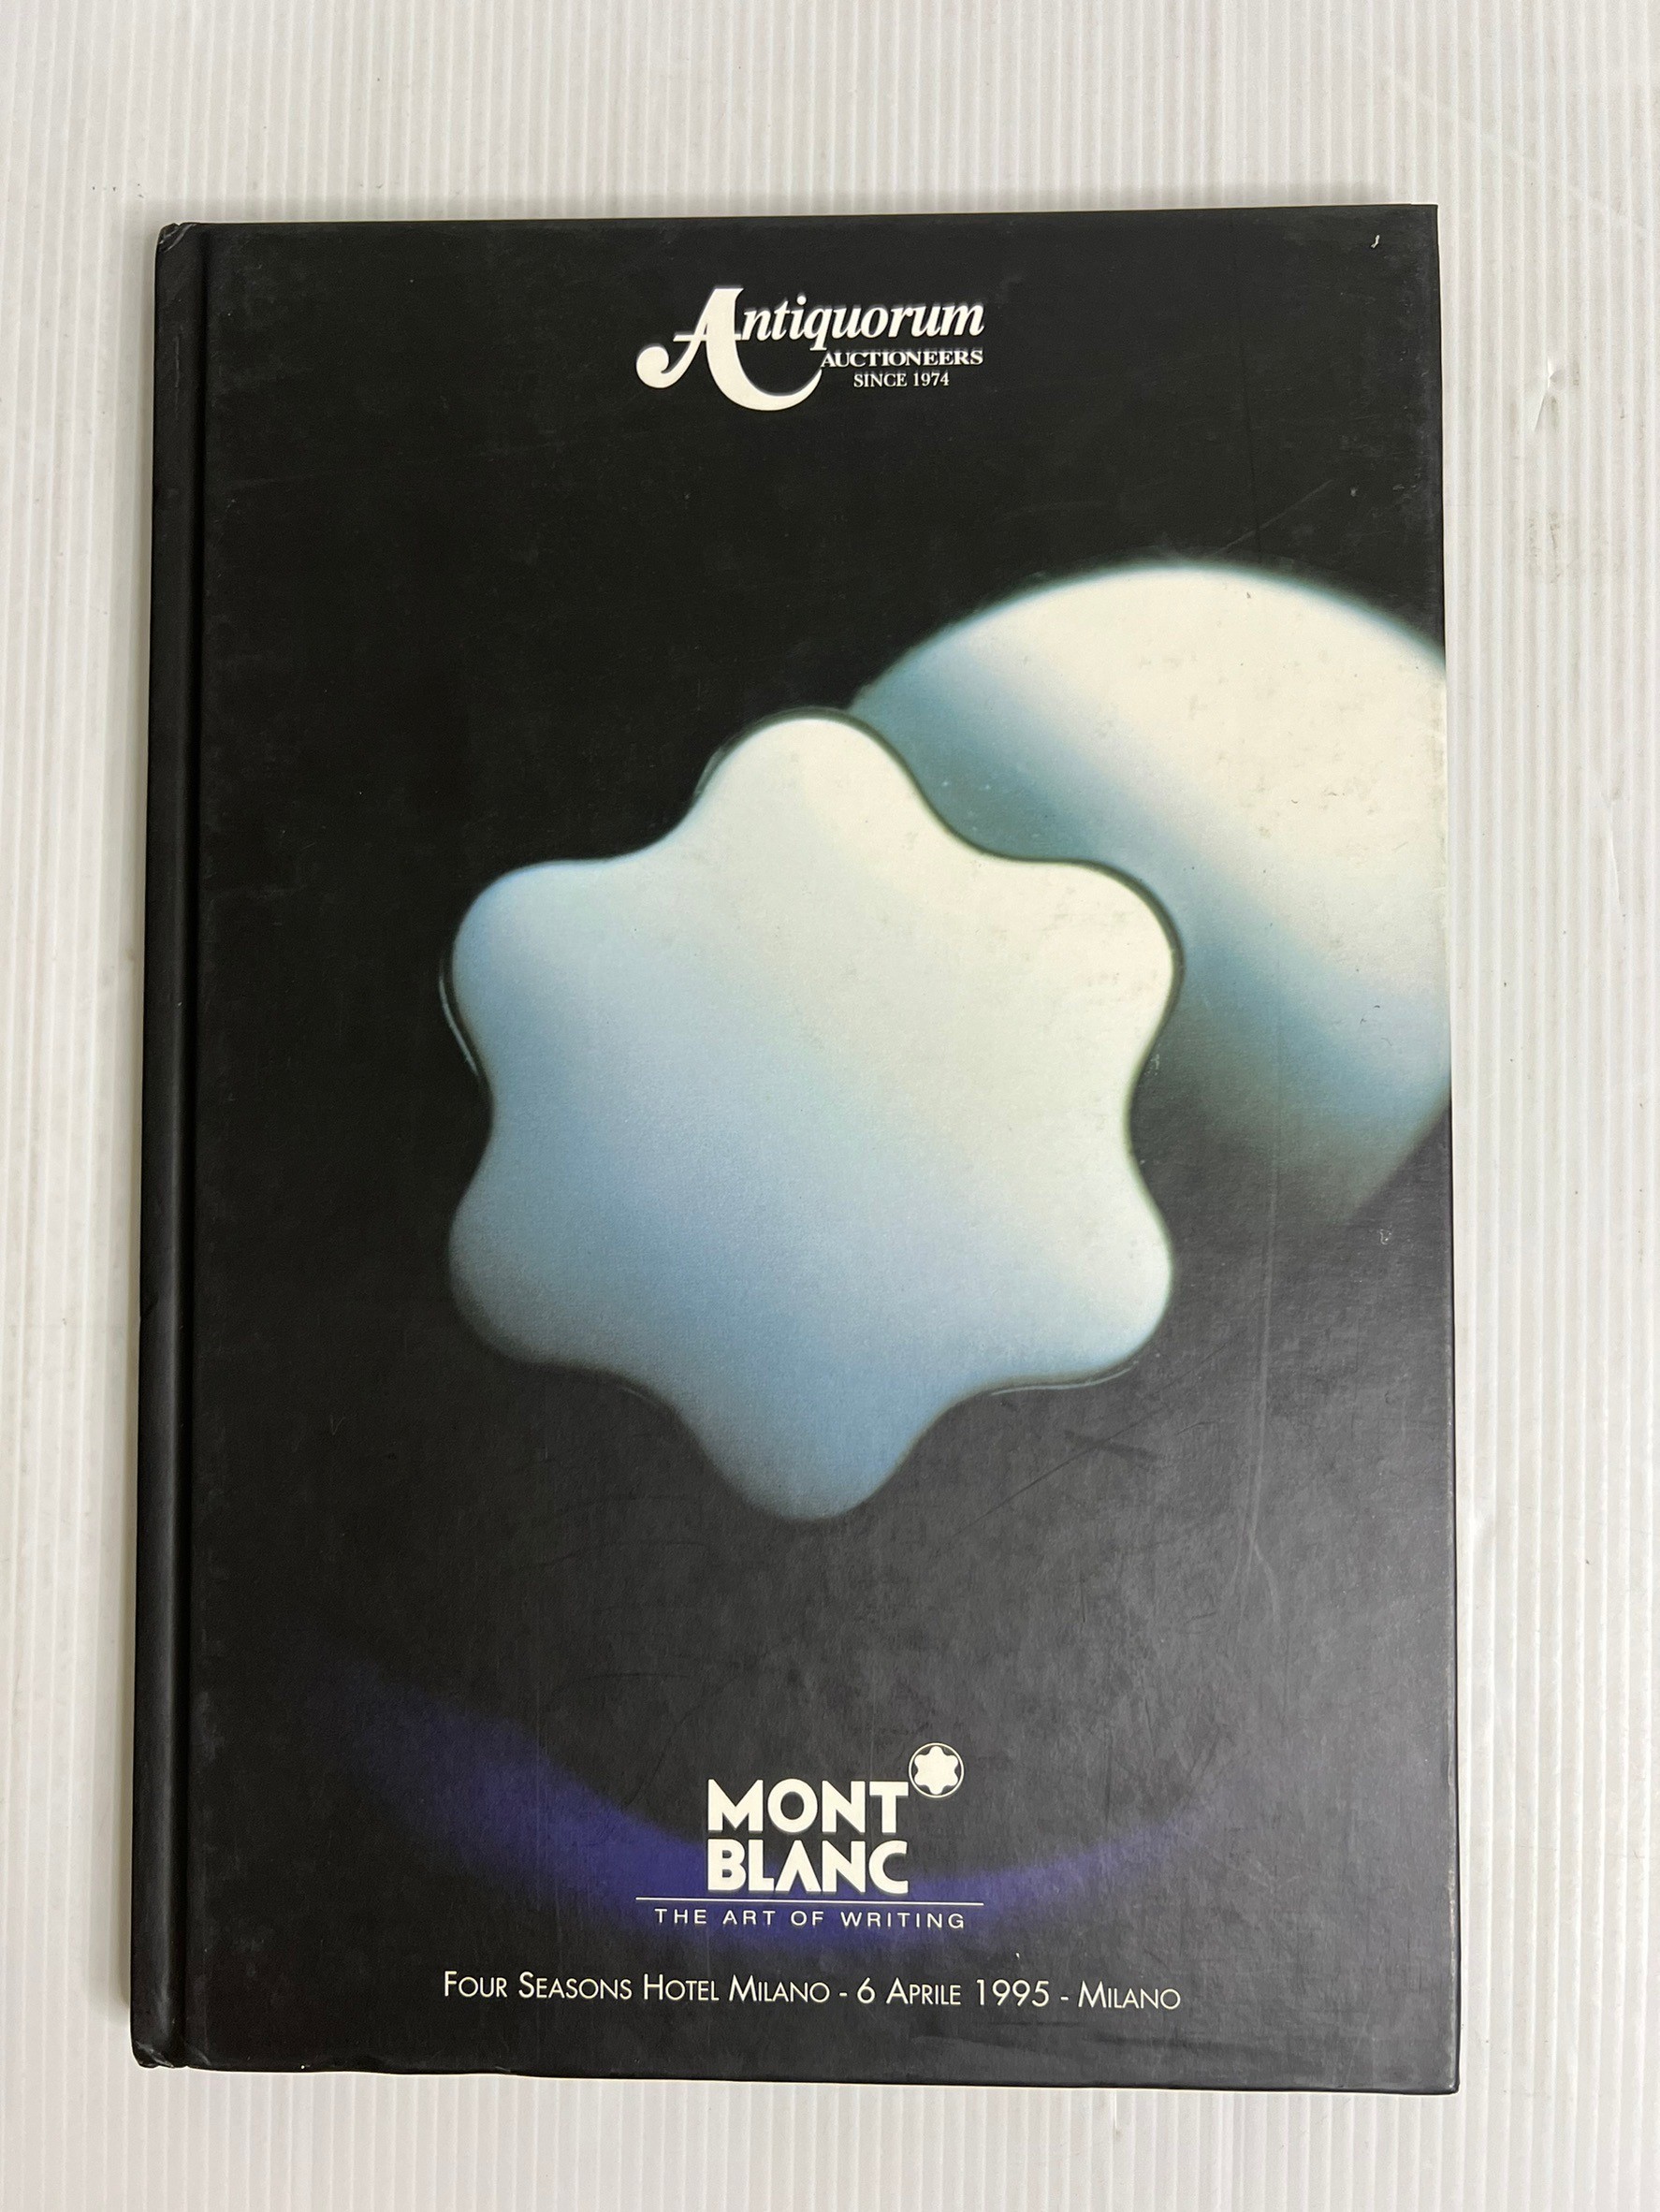 Antiquorum
AUCTIONEERS
SINCE 1974
MONT
BLANC
THE ART OF WRITING
FOUR SEASONS HOTEL MILANO - 6 APRILE 1995 - MILANO